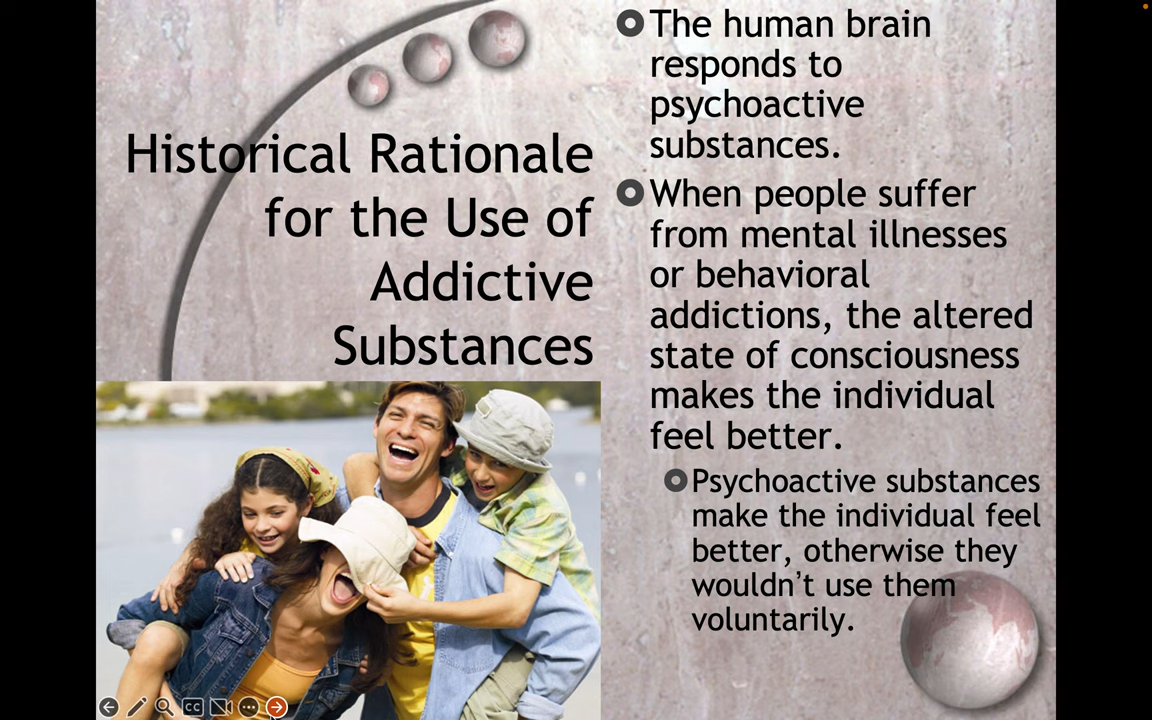 Historical Rationale
for the Use of
Addictive
Substances
The human brain
responds to
psychoactive
substances.
When people suffer
from mental illnesses
or behavioral
addictions, the altered
state of consciousness
makes the individual
feel better.
Psychoactive substances
make the individual feel
better, otherwise they
wouldn’t use them
voluntarily.
CC